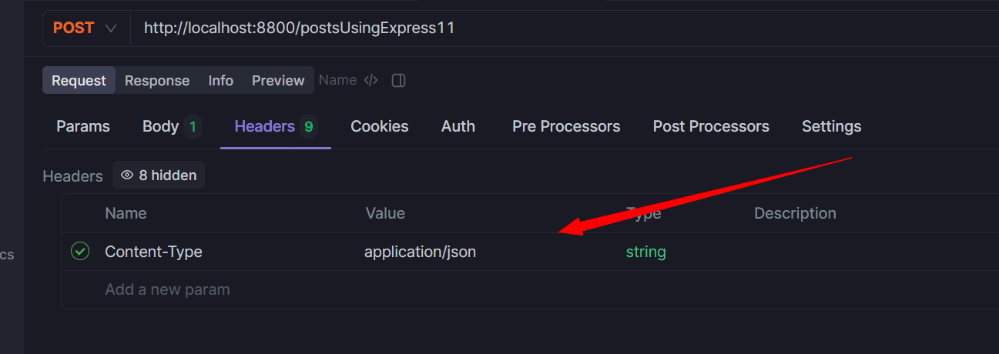 POST http://localhost:8800/postsUsingExpress11
Request Response Info Preview Name </>
Params Body 1 Headers 9 Cookies Auth Pre Processors Post Processors Settings
Headers 8 hidden
Name Value Type Description
cs
Content-Type application/json string
Add a new param